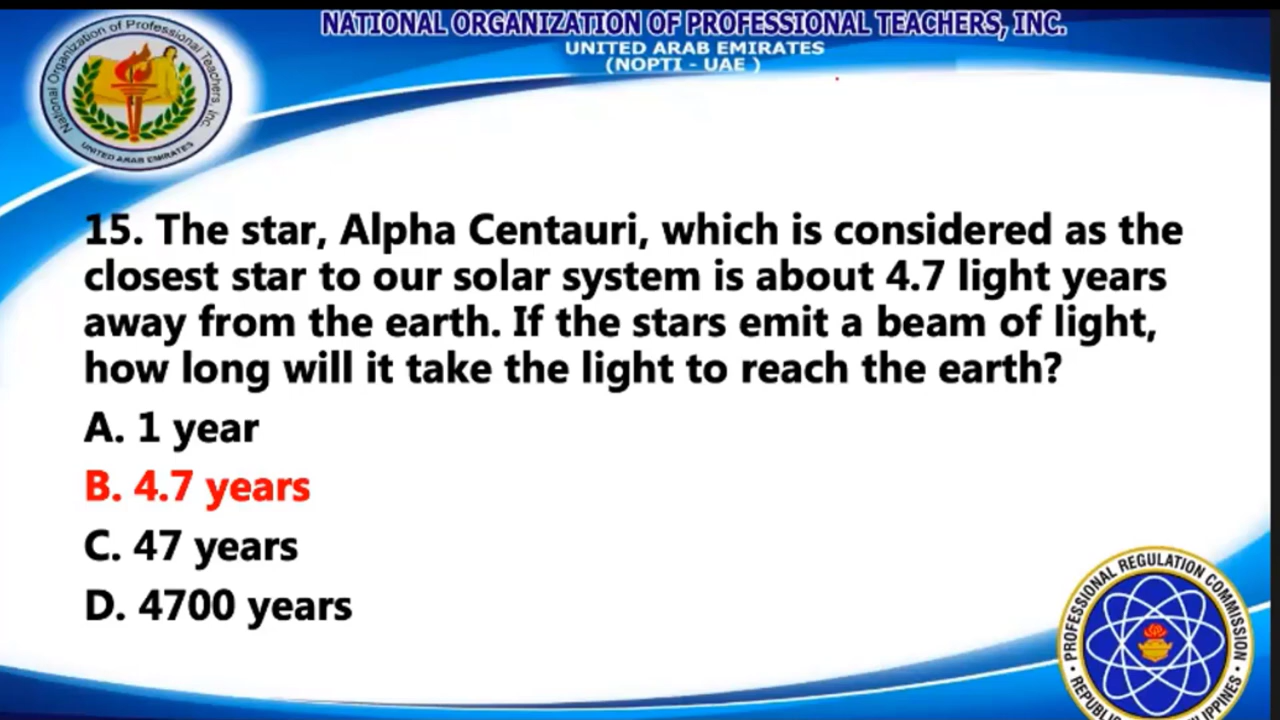 NATIONAL ORGANIZATION OF PROFESSIONAL TEACHERS, INC.
UNITED ARAB EMIRATES
(NOPTI - UAE )
National Organization of Professional Teachers, Inc.
UNITED ARAB EMIRATES
15. The star, Alpha Centauri, which is considered as the
closest star to our solar system is about 4.7 light years
away from the earth. If the stars emit a beam of light,
how long will it take the light to reach the earth?
A. 1 year
B. 4.7 years
C. 47 years
D. 4700 years
PROFESSIONAL REGULATION COMMISSION